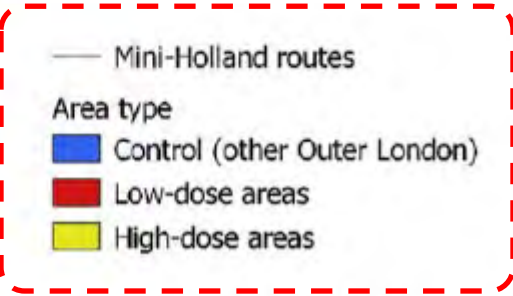 Mini-Holland routes
Area type
Control (other Outer London)
Low-dose areas
High-dose areas